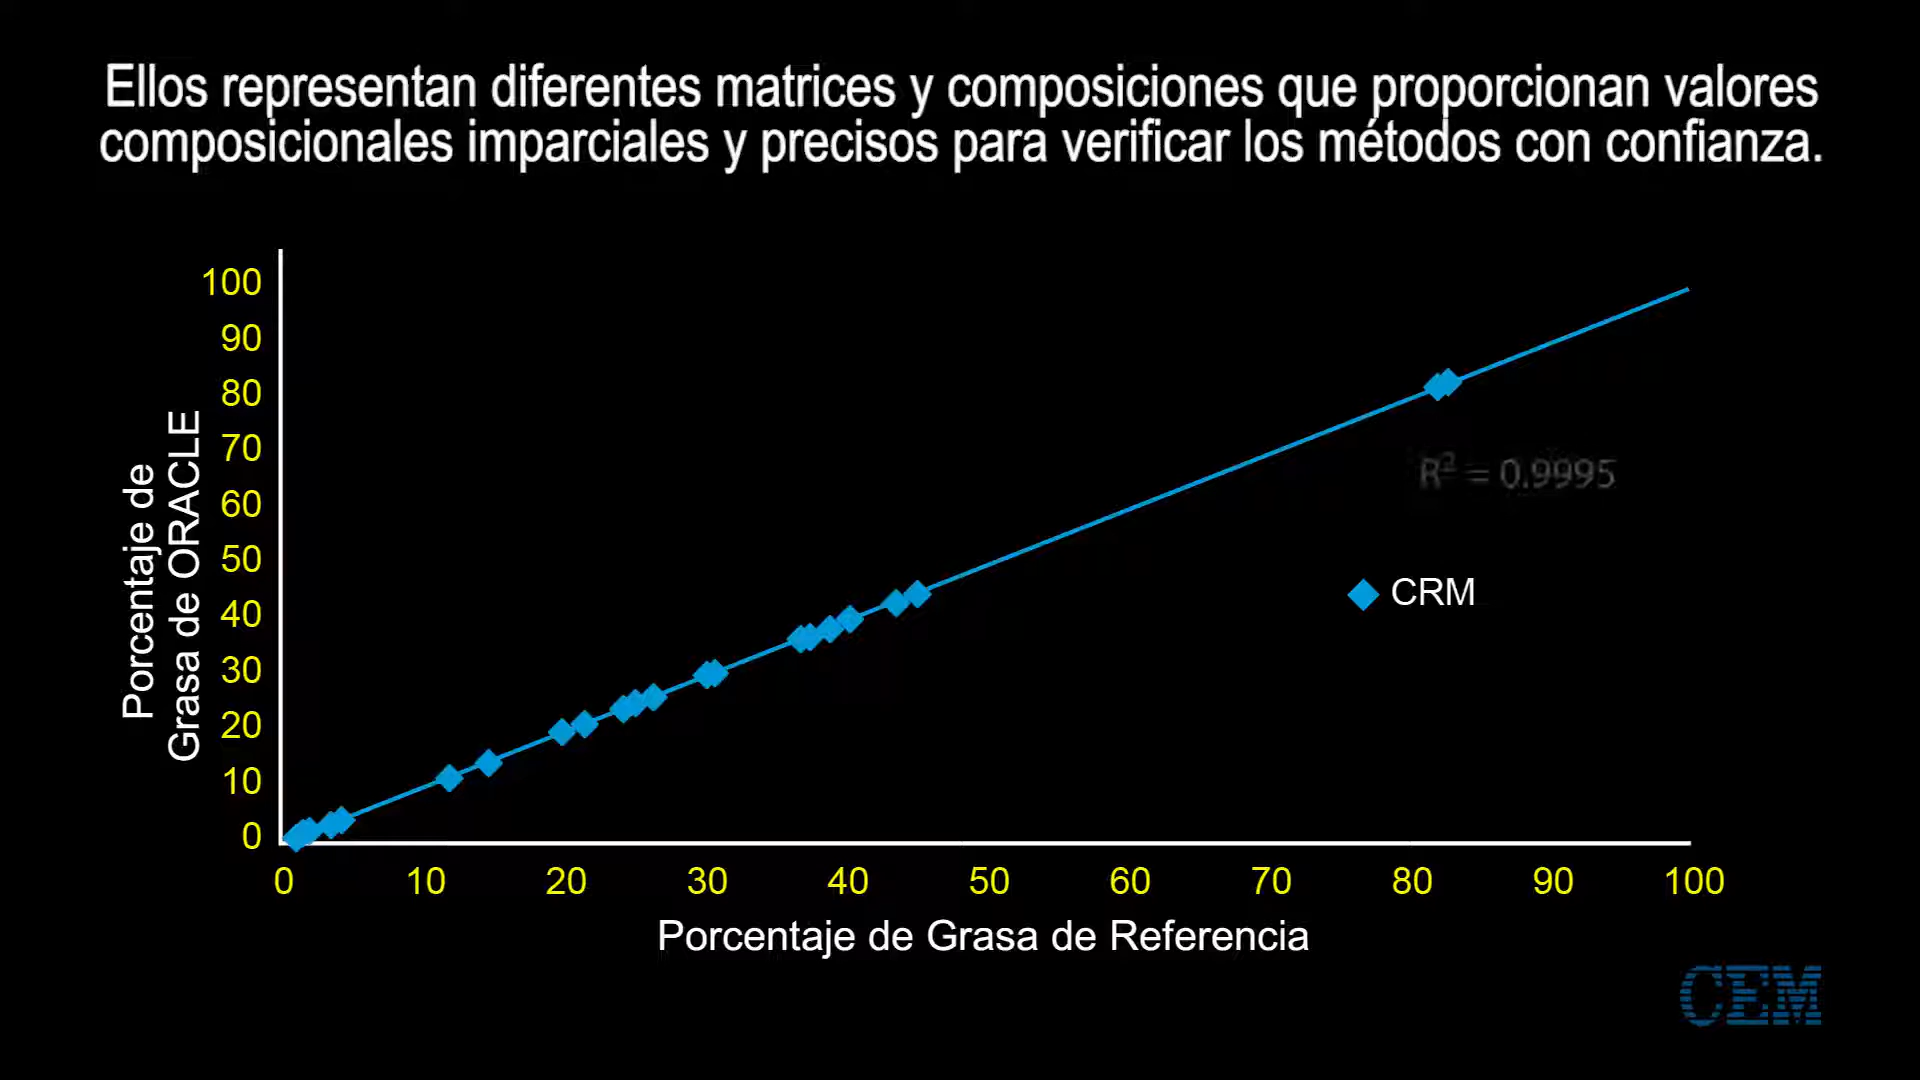 Ellos representan diferentes matrices y composiciones que proporcionan valores
composicionales imparciales y precisos para verificar los métodos con confianza.
100
90
80
70
60
50
40
30
20
10
0
Porcentaje de
Grasa de ORACLE
R² = 0.9995
CRM
0 10 20 30 40 50 60 70 80 90 100
Porcentaje de Grasa de Referencia
CEM